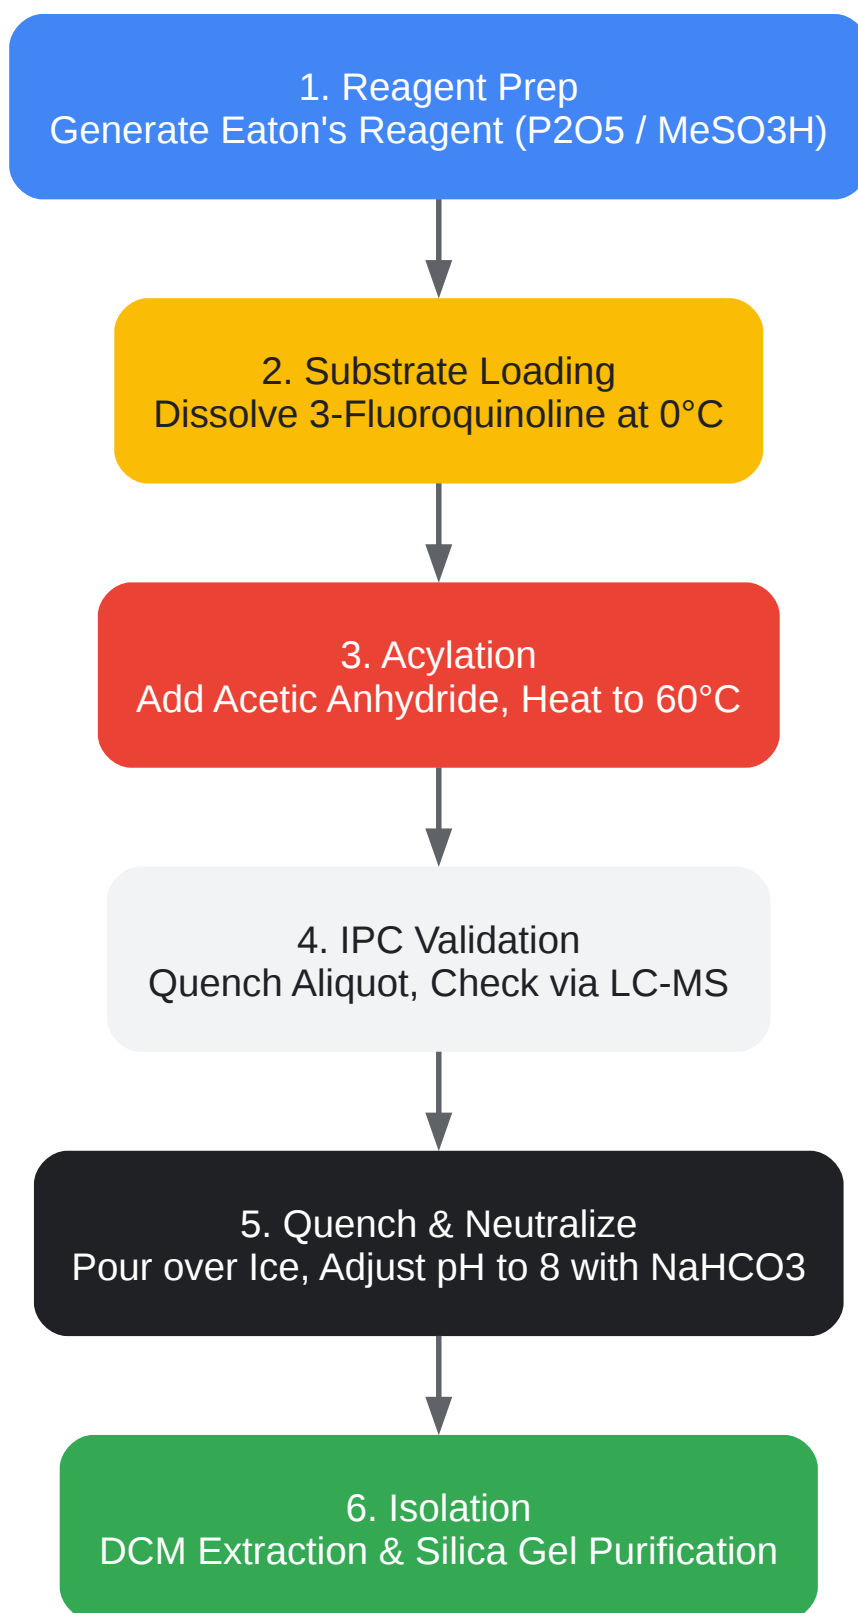 1. Reagent Prep
Generate Eaton's Reagent (P2O5 / MeSO3H)
2. Substrate Loading
Dissolve 3-Fluoroquinoline at 0°C
3. Acylation
Add Acetic Anhydride, Heat to 60°C
4. IPC Validation
Quench Aliquot, Check via LC-MS
5. Quench & Neutralize
Pour over Ice, Adjust pH to 8 with NaHCO3
6. Isolation
DCM Extraction & Silica Gel Purification